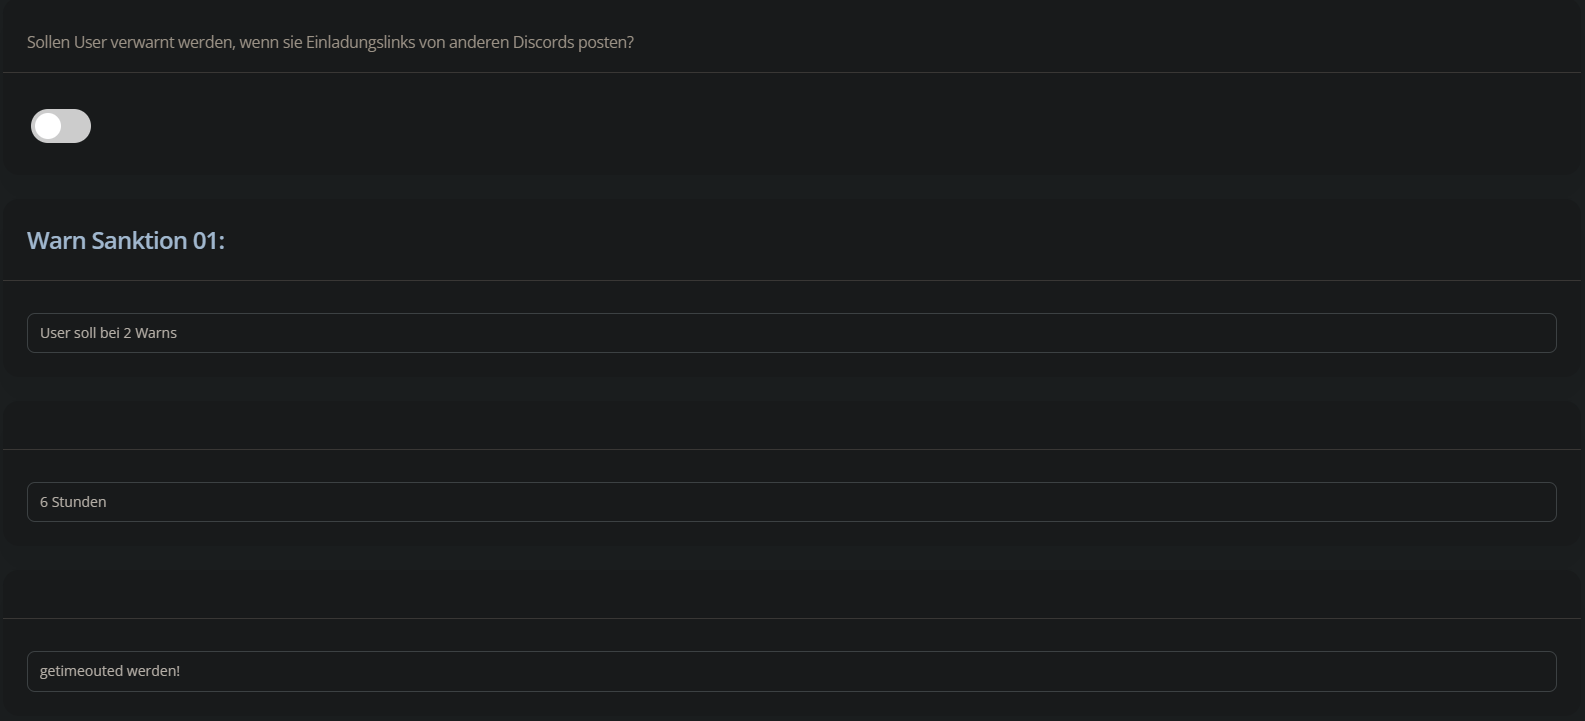 Sollen User verwarnt werden, wenn sie Einladungslinks von anderen Discords posten?
Warn Sanktion 01:
User soll bei 2 Warns
6 Stunden
getimeouted werden!